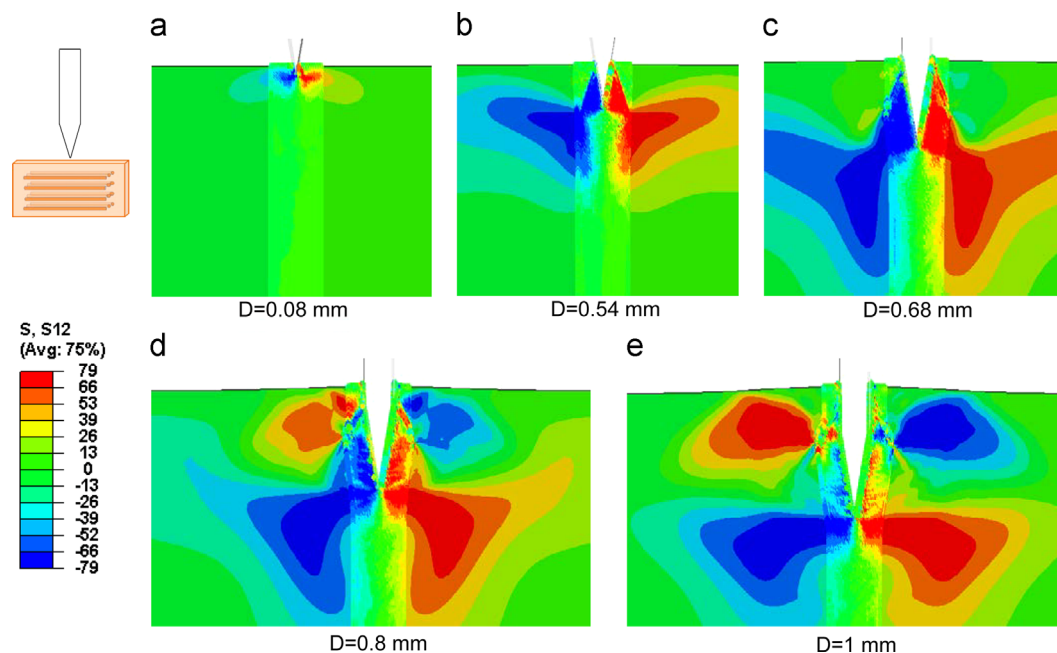 a
b
c
D=0.08 mm
D=0.54 mm
D=0.68 mm
S, S12
(Avg: 75%)
79
66
53
39
26
13
0
-13
-26
-39
-52
-66
-79
d
e
D=0.8 mm
D=1 mm